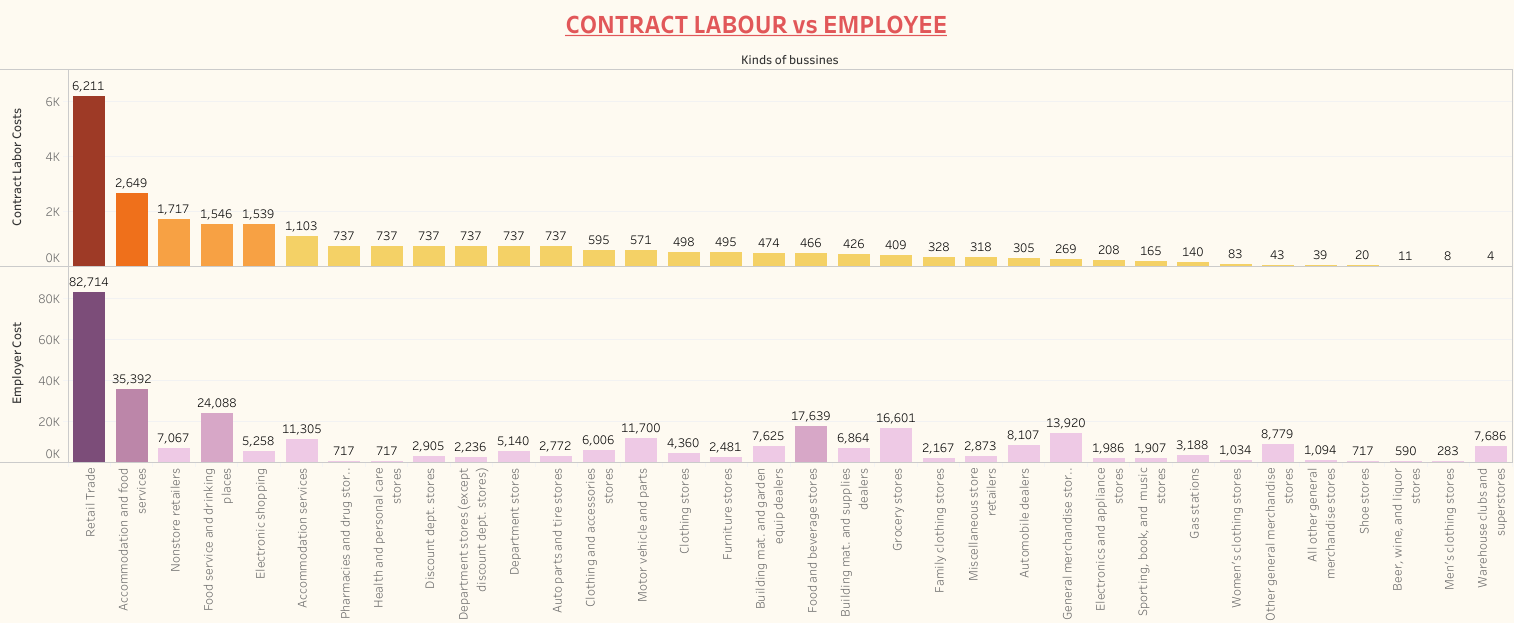 CONTRACT LABOUR vs EMPLOYEE
Kinds of bussines
Contract Labor Costs
6K
4K
2K
0K
6,211
2,649
1,717
1,546
1,539
1,103
737
737
737
737
737
737
595
571
498
495
474
466
426
409
328
318
305
269
208
165
140
83
43
39
20
11
8
4
Employer Cost
80K
60K
40K
20K
0K
82,714
35,392
7,067
24,088
5,258
11,305
717
717
2,905
2,236
5,140
2,772
6,006
11,700
4,360
2,481
7,625
17,639
6,864
16,601
2,167
2,873
8,107
13,920
1,986
1,907
3,188
1,034
8,779
1,094
717
590
283
7,686
Retail Trade
Accommodation and food
services
Nonstore retailers
Food service and drinking
places
Electronic shopping
Accommodation services
Pharmacies and drug stor..
Health and personal care
stores
Discount dept. stores
Department stores (except
discount dept. stores)
Department stores
Auto parts and tire stores
Clothing and accessories
stores
Motor vehicle and parts
Clothing stores
Furniture stores
Building mat. and garden
equip dealers
Food and beverage stores
Building mat. and supplies
dealers
Grocery stores
Family clothing stores
Miscellaneous store
retailers
Automobile dealers
General merchandise stor..
Electronics and appliance
stores
Sporting, book, and music
stores
Gas stations
Women's clothing stores
Other general merchandise
stores
All other general
merchandise stores
Shoe stores
Beer, wine, and liquor
stores
Men's clothing stores
Warehouse clubs and
superstores